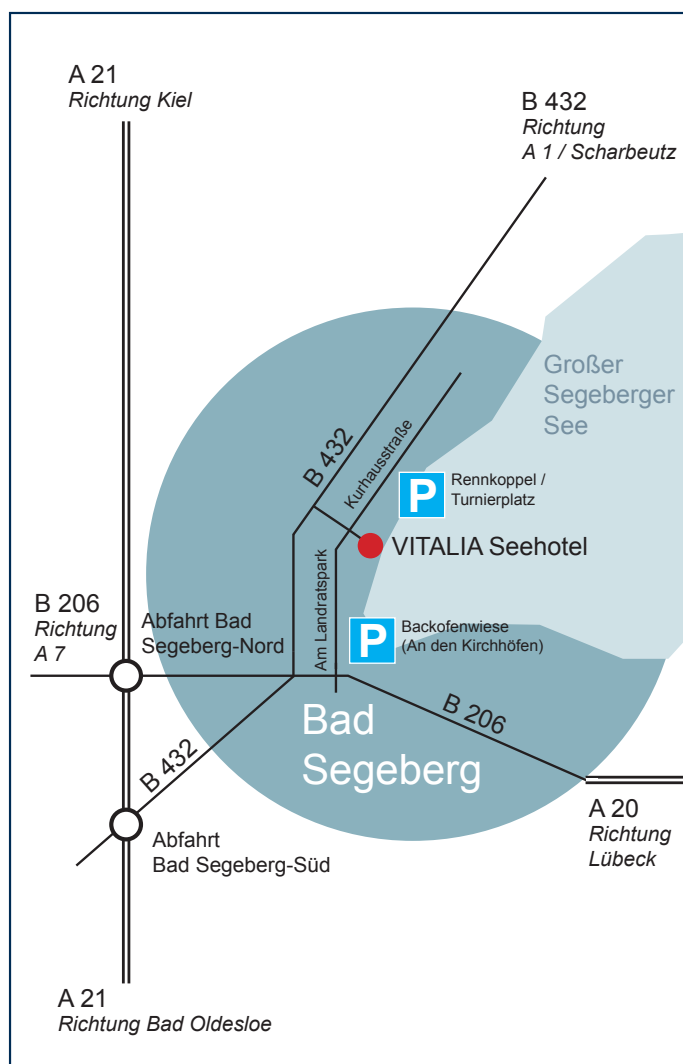 A 21
Richtung Kiel
B 432
Richtung
A 1 / Scharbeutz
Großer
Segeberger
See
B 432
Kurhausstraße
P
Rennkoppel /
Turnierplatz
VITALIA Seehotel
B 206
Richtung
A 7
Abfahrt Bad
Segeberg-Nord
Am Landratspark
P
Backofenwiese
(An den Kirchhöfen)
Bad
Segeberg
B 206
B 432
A 20
Richtung
Lübeck
Abfahrt
Bad Segeberg-Süd
A 21
Richtung Bad Oldesloe